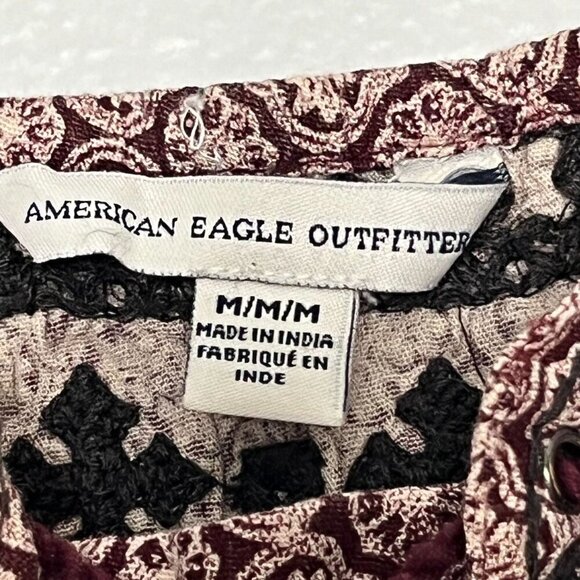 AMERICAN EAGLE OUTFITTER
M/M/M
MADE IN INDIA
FABRIQUÉ EN
INDE